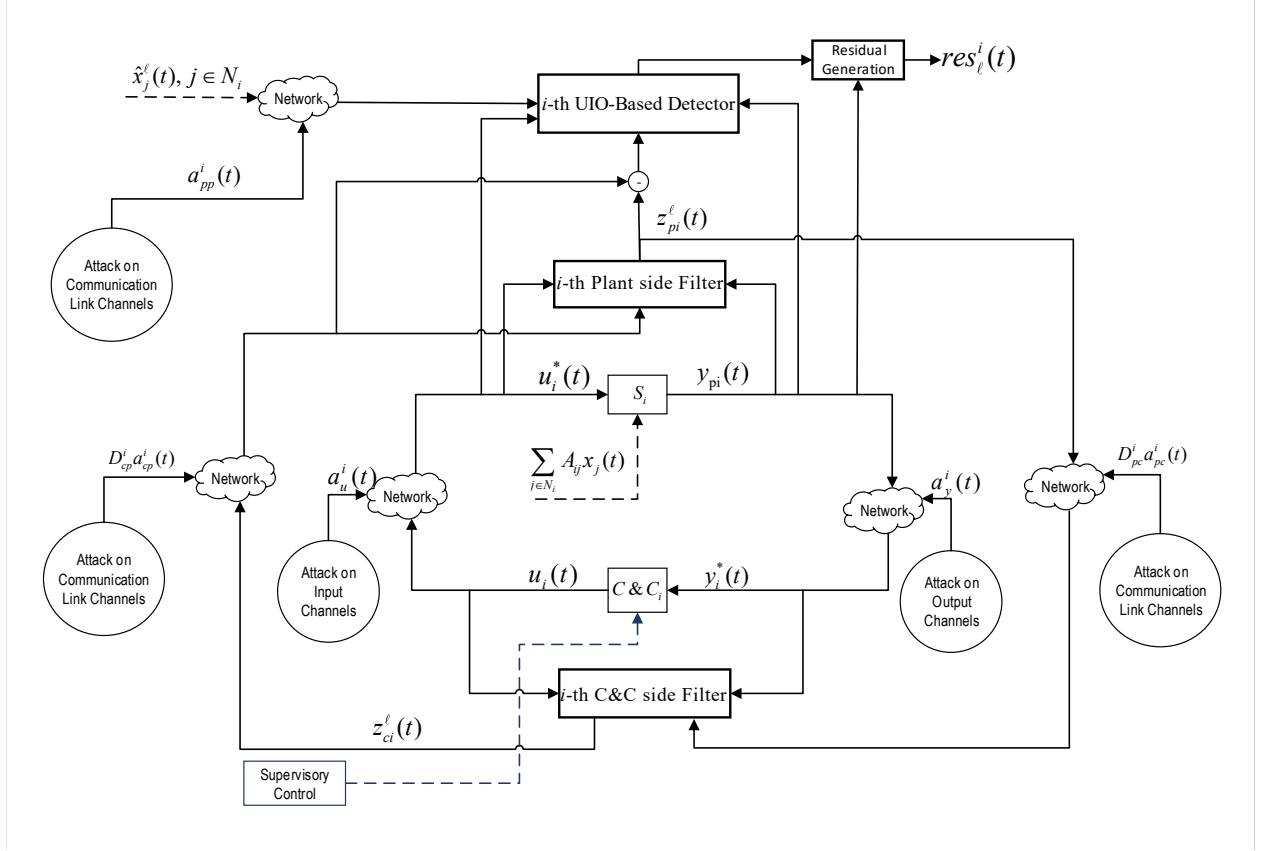 Residual
Generation
res_ℓ^i(t)
x̂_j^ℓ(t), j ∈ N_i
Network
i-th UIO-Based Detector
a_pp^i(t)
-
z_pi^ℓ(t)
Attack on
Communication
Link Channels
i-th Plant side Filter
u_i^*(t)
S_i
y_pi(t)
D_cp^i a_cp^i(t)
Network
a_u^i(t)
Network
∑_{j∈N_i} A_ij x_j(t)
Network
a_y^i(t)
Network
D_pc^i a_pc^i(t)
Attack on
Communication
Link Channels
Attack on
Input
Channels
u_i(t)
C & C_i
y_i^*(t)
Attack on
Output
Channels
Attack on
Communication
Link Channels
i-th C&C side Filter
z_ci^ℓ(t)
Supervisory
Control